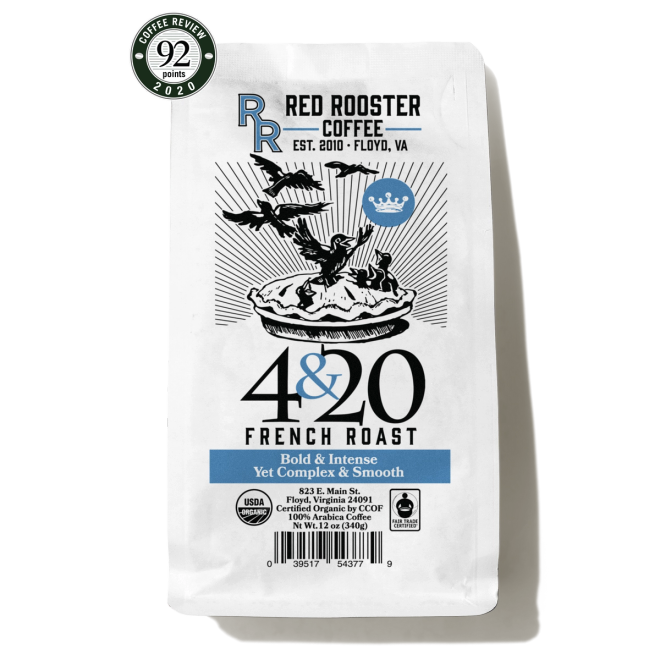 COFFEE REVIEW
92
points
2020
RR
RED ROOSTER
COFFEE
EST. 2010 · FLOYD, VA
4&20
FRENCH ROAST
Bold & Intense
Yet Complex & Smooth
823 E. Main St.
Floyd, Virginia 24091
Certified Organic by CCOF
100% Arabica Coffee
Nt Wt. 12 oz (340g)
USDA
ORGANIC
FAIR TRADE
CERTIFIED
0 39517 54377 9